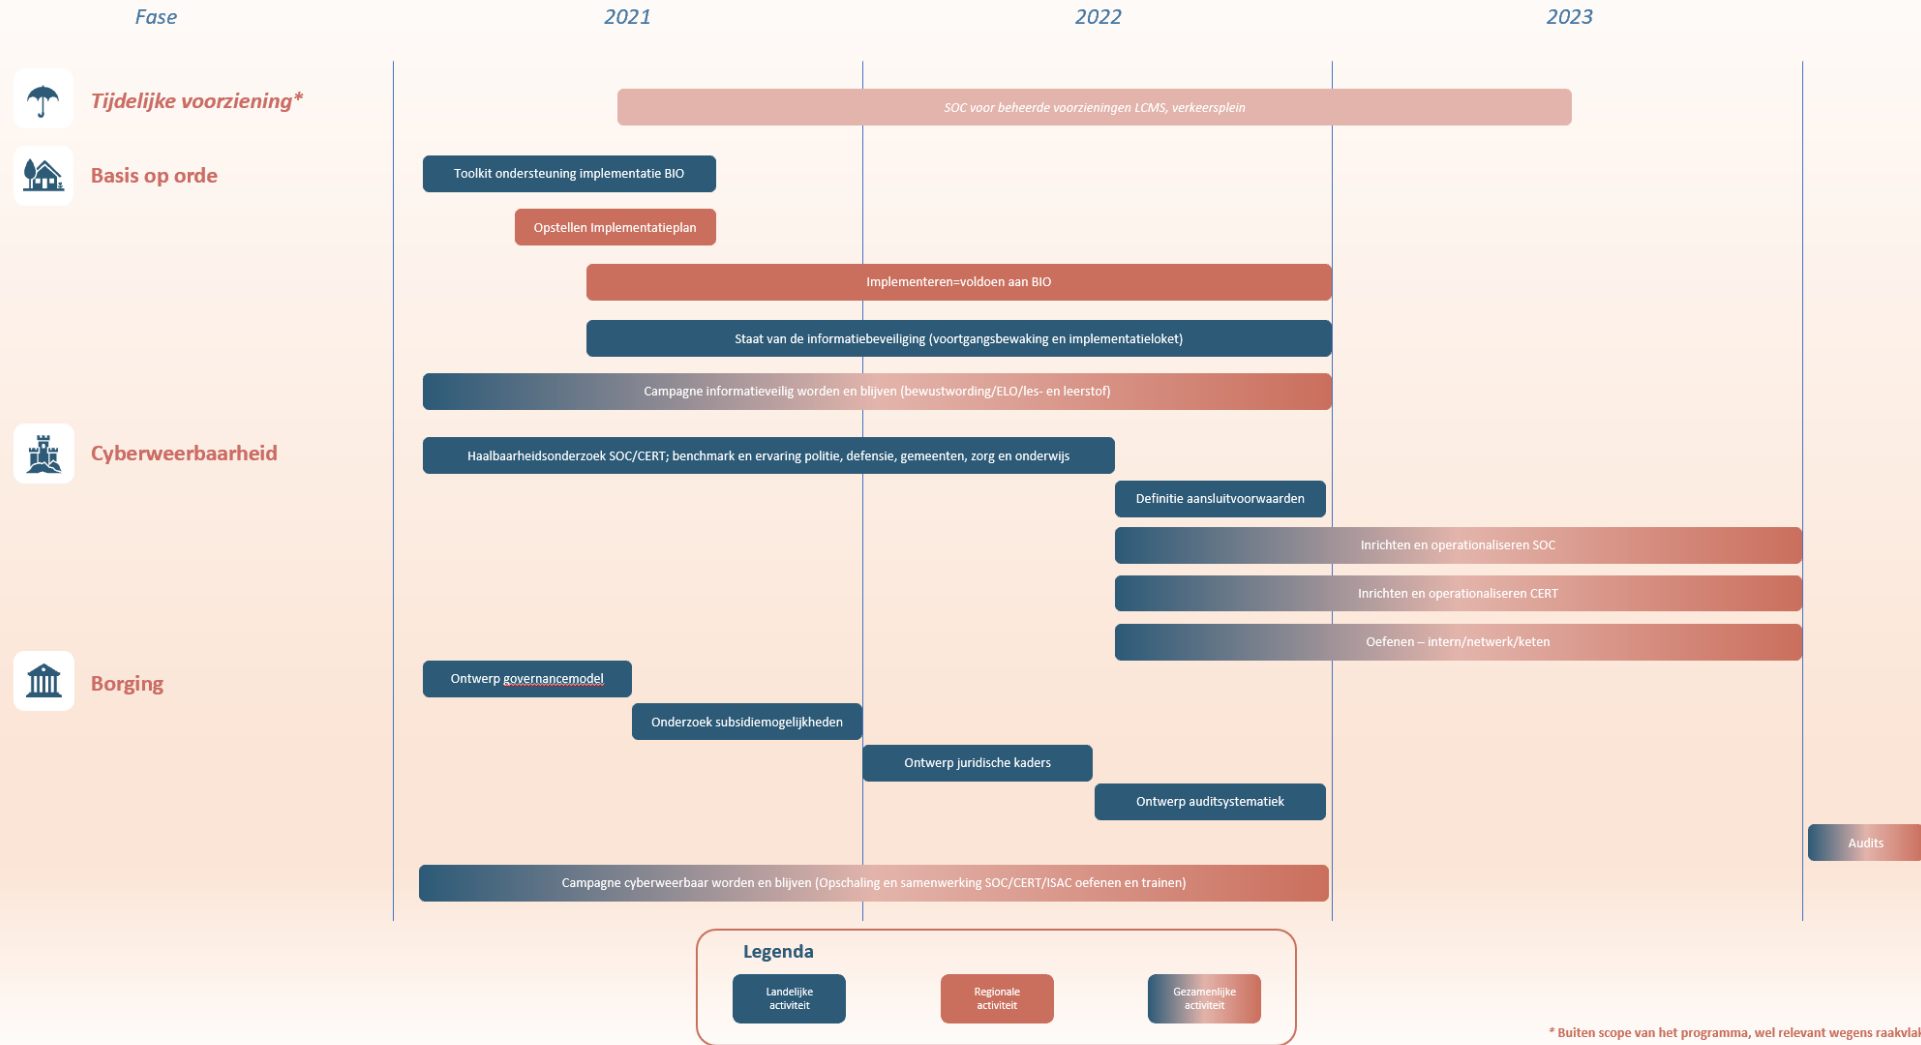 Fase 2021 2022 2023
Tijdelijke voorziening*
SOC voor beheerde voorzieningen LCMS, verkeersplein
Basis op orde
Toolkit ondersteuning implementatie BIO
Opstellen Implementatieplan
Implementeren=voldoen aan BIO
Staat van de informatiebeveiliging (voortgangsbewaking en implementatieloket)
Campagne informatieveilig worden en blijven (bewustwording/ELO/les- en leerstof)
Cyberweerbaarheid
Haalbaarheidsonderzoek SOC/CERT; benchmark en ervaring politie, defensie, gemeenten, zorg en onderwijs
Definitie aansluitvoorwaarden
Inrichten en operationaliseren SOC
Inrichten en operationaliseren CERT
Oefenen – intern/netwerk/keten
Borging
Ontwerp governancemodel
Onderzoek subsidiemogelijkheden
Ontwerp juridische kaders
Ontwerp auditsystematiek
Audits
Campagne cyberweerbaar worden en blijven (Opschaling en samenwerking SOC/CERT/ISAC oefenen en trainen)
Legenda
Landelijke
activiteit
Regionale
activiteit
Gezamenlijke
activiteit
* Buiten scope van het programma, wel relevant wegens